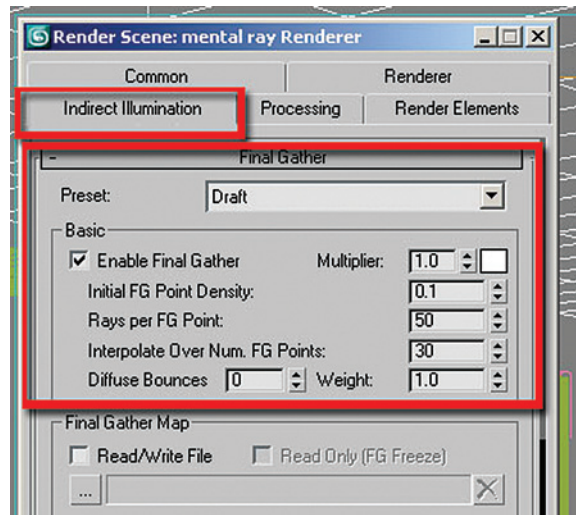 Render Scene: mental ray Renderer
Common Renderer
Indirect Illumination Processing Render Elements
- Final Gather
Preset: Draft
Basic
Enable Final Gather Multiplier: 1.0
Initial FG Point Density: 0.1
Rays per FG Point: 50
Interpolate Over Num. FG Points: 30
Diffuse Bounces 0 Weight: 1.0
Final Gather Map
Read/Write File Read Only (FG Freeze)
...